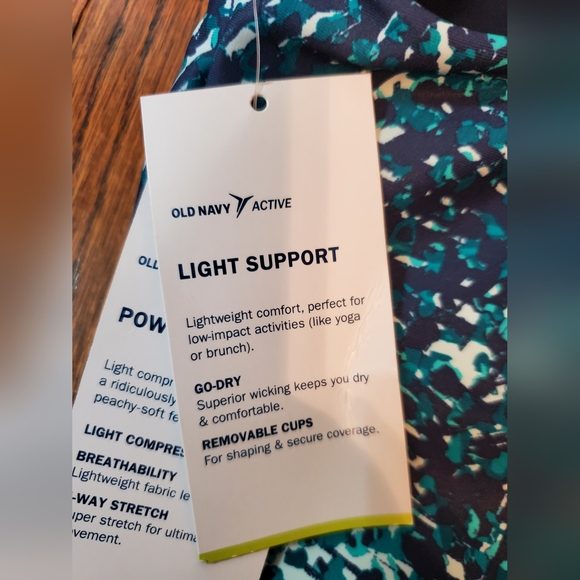 OLD NAVY ACTIVE
LIGHT SUPPORT
Lightweight comfort, perfect for
low-impact activities (like yoga
or brunch).
GO-DRY
Superior wicking keeps you dry
& comfortable.
REMOVABLE CUPS
For shaping & secure coverage.
OL
POW
Light compr
a ridiculously
peachy-soft fe
LIGHT COMPRES
BREATHABILITY
Lightweight fabric le
-WAY STRETCH
uper stretch for ultima
vement.